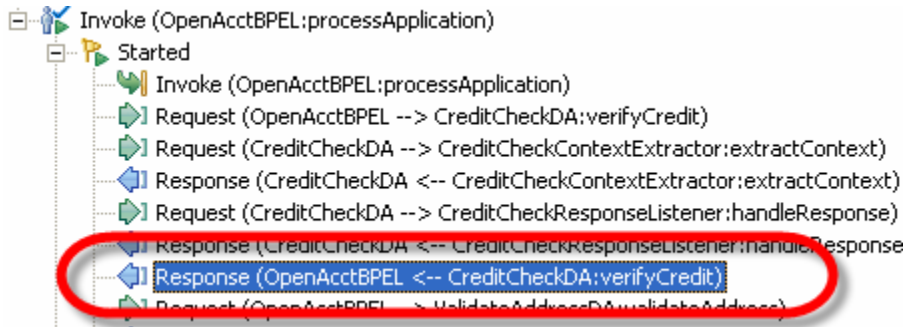 Invoke (OpenAcctBPEL:processApplication)
Started
Invoke (OpenAcctBPEL:processApplication)
Request (OpenAcctBPEL --> CreditCheckDA:verifyCredit)
Request (CreditCheckDA --> CreditCheckContextExtractor:extractContext)
Response (CreditCheckDA <-- CreditCheckContextExtractor:extractContext)
Request (CreditCheckDA --> CreditCheckResponseListener:handleResponse)
Response (CreditCheckDA <-- CreditCheckResponseListener:handleResponse
Response (OpenAcctBPEL <-- CreditCheckDA:verifyCredit)
Request (OpenAcctBPEL --> ValidateAddressDA:validateAddress)